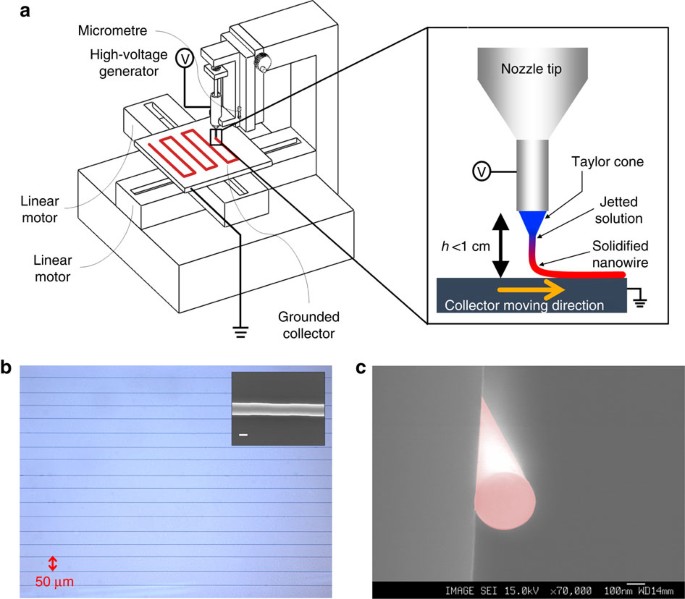 a
Micrometre
High-voltage
generator
V
Linear
motor
Linear
motor
Grounded
collector
Nozzle tip
V
Taylor cone
Jetted
solution
h <1 cm
Solidified
nanowire
Collector moving direction
b
50 μm
c
IMAGE SEI 15.0kV ×70,000 100nm WD14mm